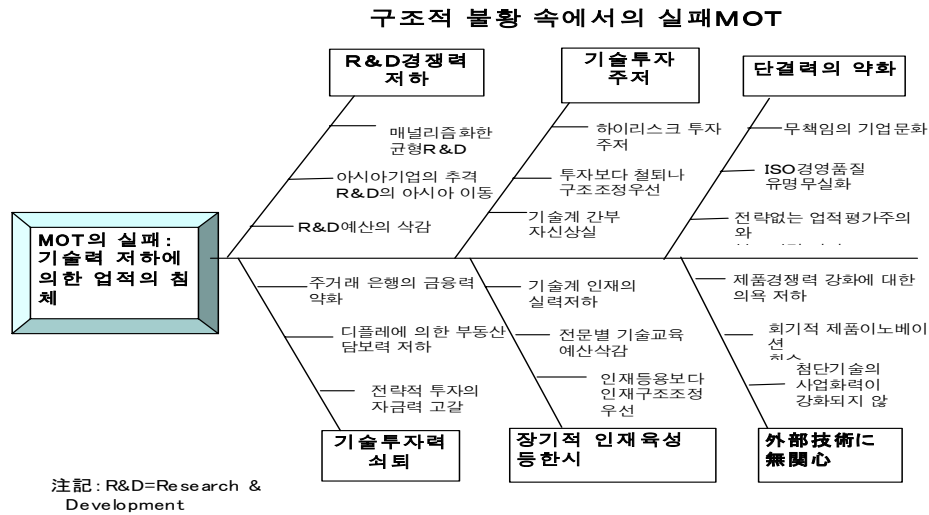 구조적 불황 속에서의 실패MOT
R&D경쟁력
저하
기술투자
주저
단결력의 약화
매널리즘화한
균형R&D
아시아기업의 추격
R&D의 아시아 이동
R&D예산의 삭감
하이리스크 투자
주저
투자보다 철퇴나
구조조정우선
기술계 간부
자신상실
무책임의 기업문화
ISO경영품질
유명무실화
전략없는 업적평가주의
와
MOT의 실패:
기술력 저하에
의한 업적의 침
체
주거래 은행의 금융력
약화
디플레에 의한 부동산
담보력 저하
전략적 투자의
자금력 고갈
기술계 인재의
실력저하
전문별 기술교육
예산삭감
인재등용보다
인재구조조정
우선
제품경쟁력 강화에 대한
의욕 저하
회기적 제품이노베이
션
첨단기술의
사업화력이
강화되지 않
기술투자력
쇠퇴
장기적 인재육성
등한시
外部技術に
無関心
注記:R&D=Research &
Development